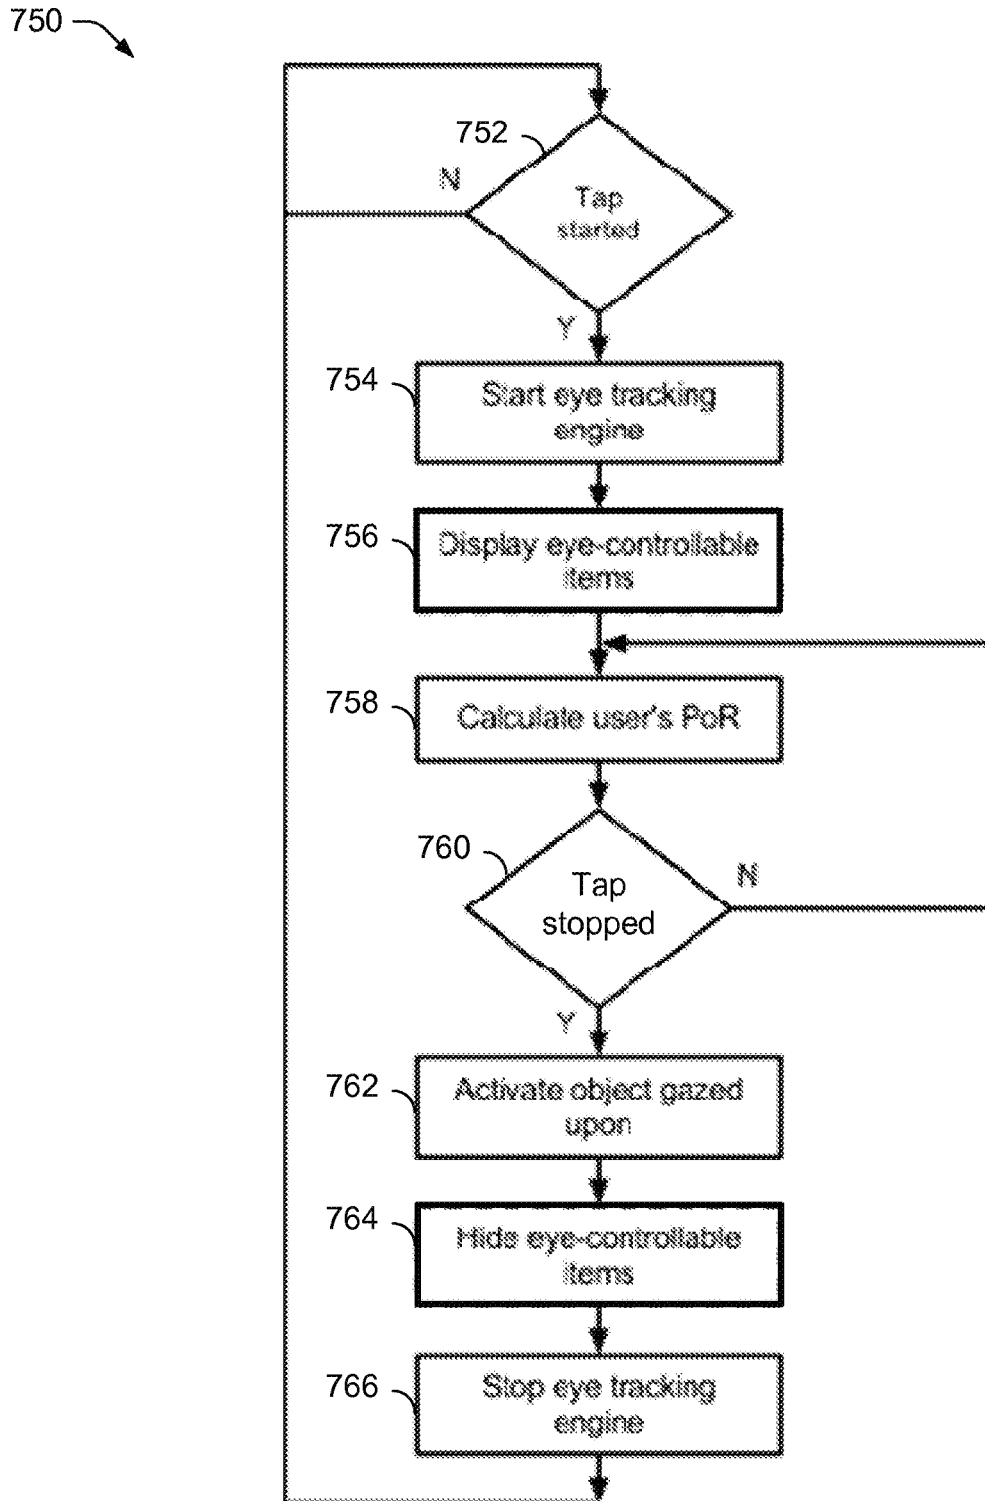 750
752
N
Tap
started
Y
754
Start eye tracking
engine
756
Display eye-controllable
items
758
Calculate user's PoR
760
Tap
stopped
N
Y
762
Activate object gazed
upon
764
Hide eye-controllable
items
766
Stop eye tracking
engine